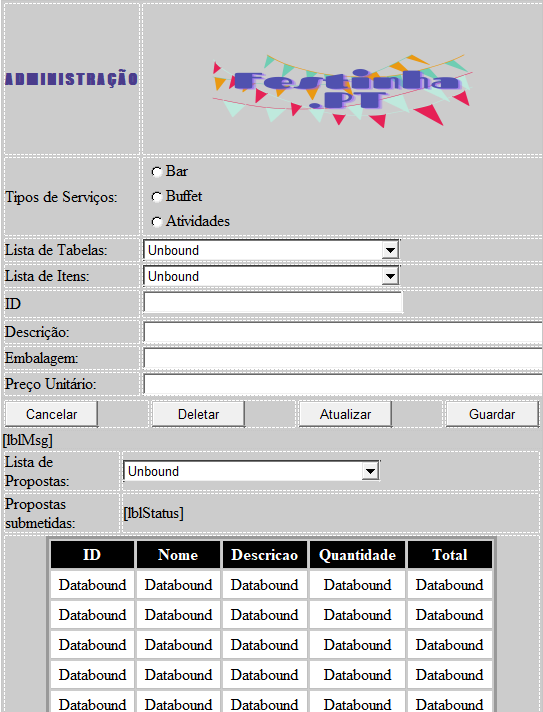 ADMINISTRAÇÃO
Festinha
.PT
Tipos de Serviços:
Bar
Buffet
Atividades
Lista de Tabelas: Unbound
Lista de Itens: Unbound
ID
Descrição:
Embalagem:
Preço Unitário:
Cancelar Deletar Atualizar Guardar
[lblMsg]
Lista de
Propostas:
Unbound
Propostas
submetidas:
[lblStatus]
ID Nome Descricao Quantidade Total
Databound Databound Databound Databound Databound
Databound Databound Databound Databound Databound
Databound Databound Databound Databound Databound
Databound Databound Databound Databound Databound
Databound Databound Databound Databound Databound